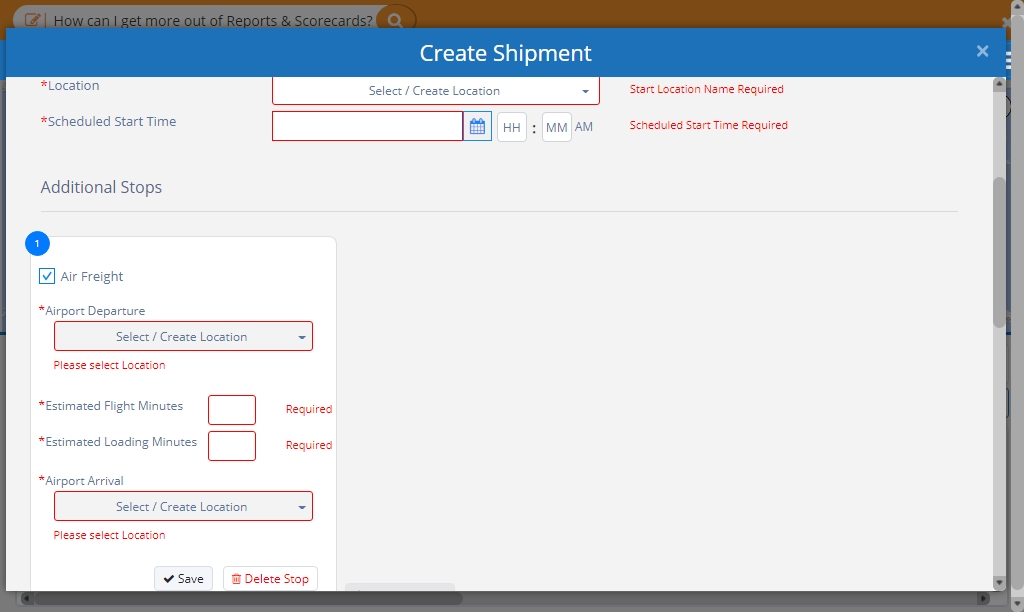 How can I get more out of Reports & Scorecards?
Create Shipment ×
*Location Select / Create Location Start Location Name Required
*Scheduled Start Time HH : MM AM Scheduled Start Time Required
Additional Stops
1
Air Freight
*Airport Departure
Select / Create Location
Please select Location
*Estimated Flight Minutes Required
*Estimated Loading Minutes Required
*Airport Arrival
Select / Create Location
Please select Location
Save Delete Stop